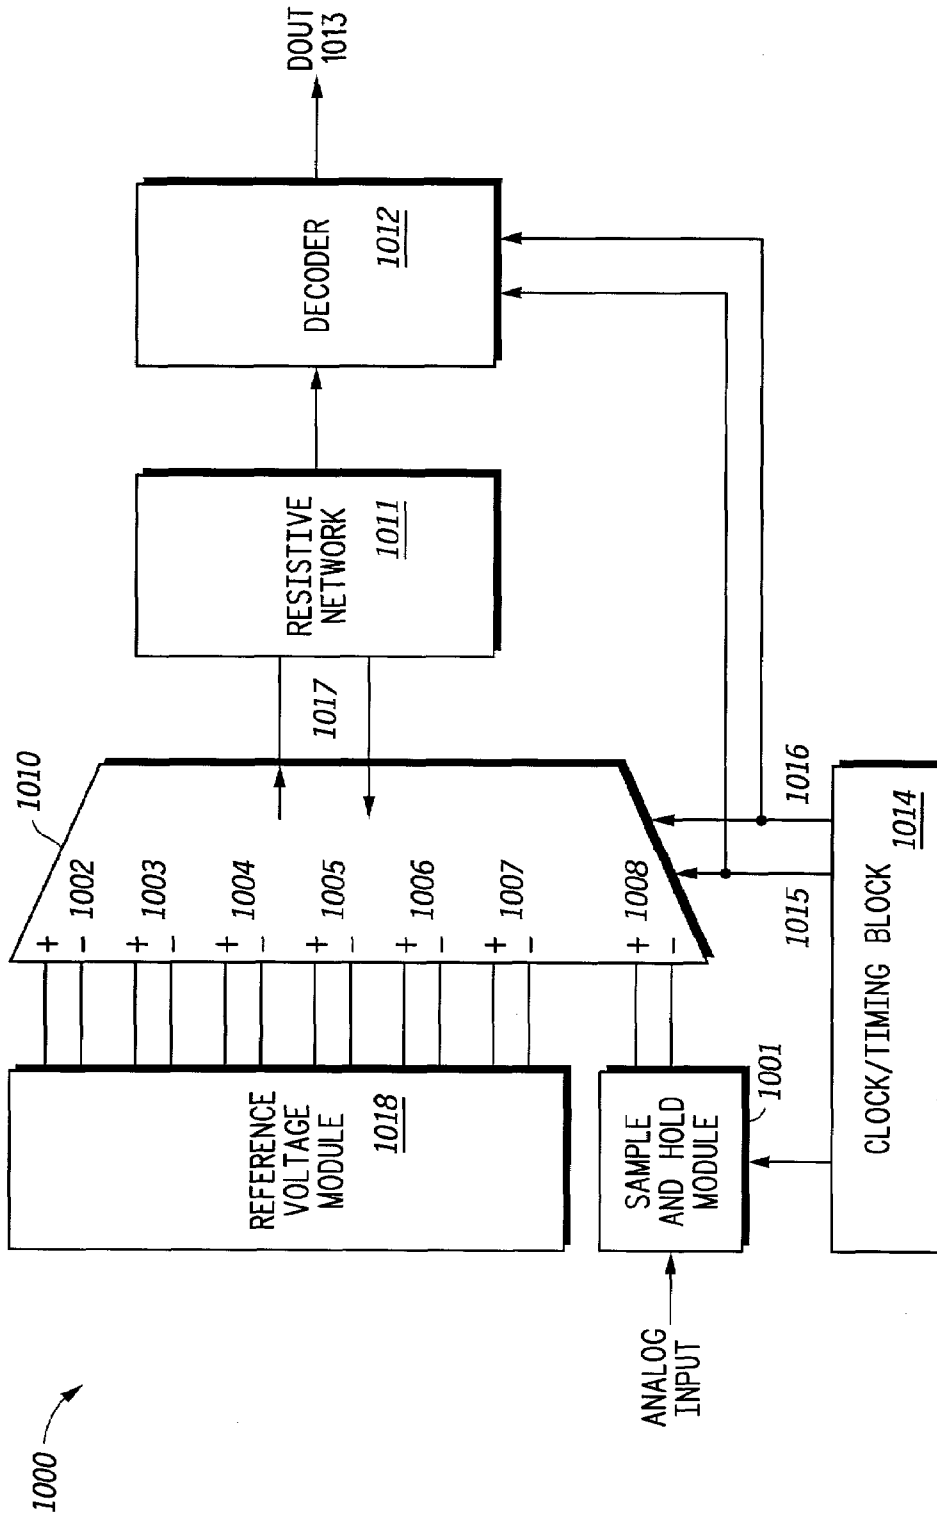 1000
REFERENCE
VOLTAGE
MODULE
1018
ANALOG
INPUT
SAMPLE
AND HOLD
MODULE
1001
1010
+
- 1002
+
- 1003
+
- 1004
+
- 1005
+
- 1006
+
- 1007
+
- 1008
1017
RESISTIVE
NETWORK
1011
DECODER
1012
DOUT
1013
1015
1016
CLOCK/TIMING BLOCK
1014